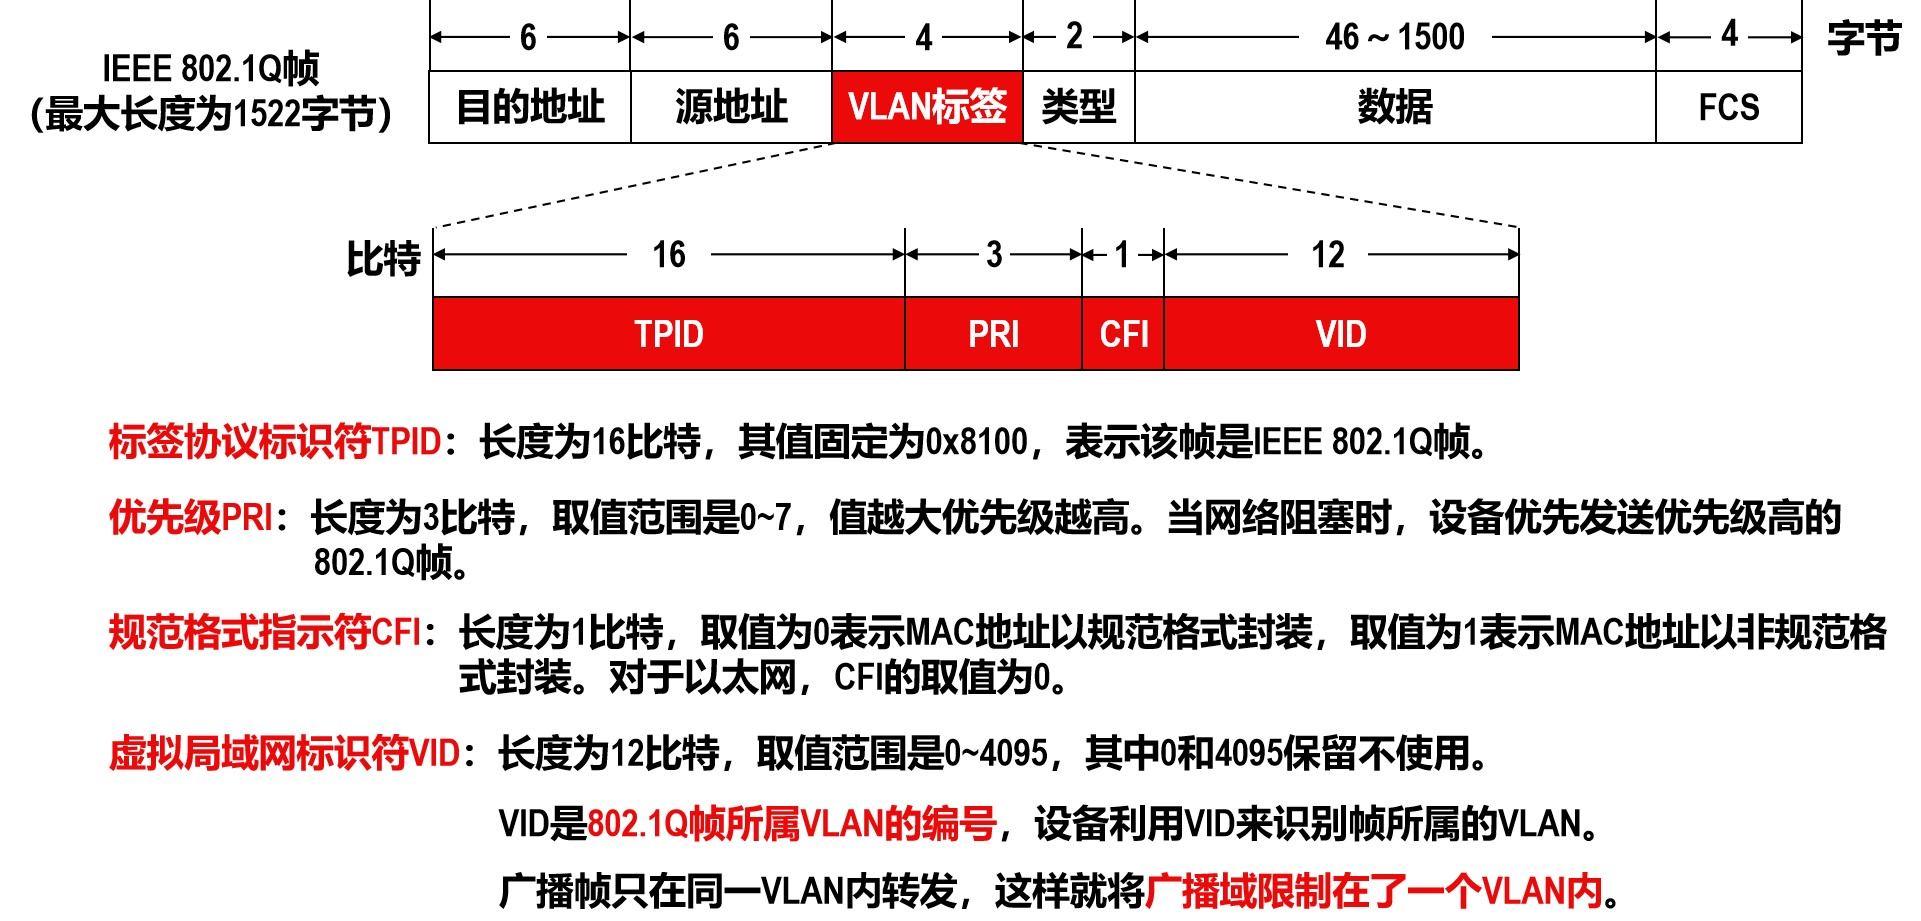 6 6 4 2 46～1500 4 字节
IEEE 802.1Q帧
（最大长度为1522字节）
目的地址 源地址 VLAN标签 类型 数据 FCS
比特 16 3 1 12
TPID PRI CFI VID
标签协议标识符TPID：长度为16比特，其值固定为0x8100，表示该帧是IEEE 802.1Q帧。
优先级PRI：长度为3比特，取值范围是0~7，值越大优先级越高。当网络阻塞时，设备优先发送优先级高的
802.1Q帧。
规范格式指示符CFI：长度为1比特，取值为0表示MAC地址以规范格式封装，取值为1表示MAC地址以非规范格
式封装。对于以太网，CFI的取值为0。
虚拟局域网标识符VID：长度为12比特，取值范围是0~4095，其中0和4095保留不使用。
VID是802.1Q帧所属VLAN的编号，设备利用VID来识别帧所属的VLAN。
广播帧只在同一VLAN内转发，这样就将广播域限制在了一个VLAN内。